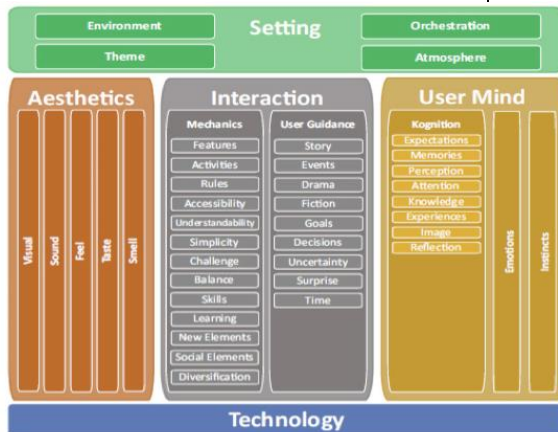 Setting
Environment
Orchestration
Theme
Atmosphere
Aesthetics
Visual
Sound
Feel
Taste
Smell
Interaction
Mechanics
Features
Activities
Rules
Accessibility
Understandability
Simplicity
Challenge
Balance
Skills
Learning
New Elements
Social Elements
Diversification
User Guidance
Story
Events
Drama
Fiction
Goals
Decisions
Uncertainty
Surprise
Time
User Mind
Kognition
Expectations
Memories
Perception
Attention
Knowledge
Experiences
Image
Reflection
Emotions
Instincts
Technology